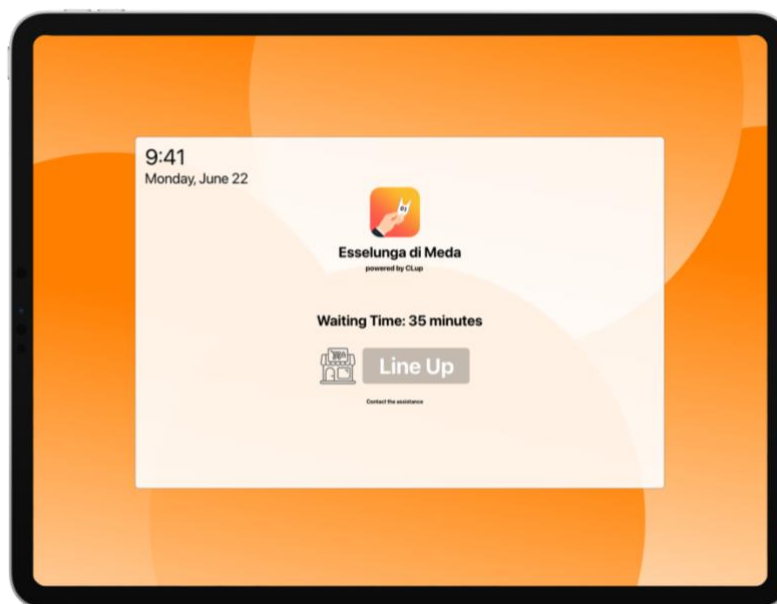 9:41
Monday, June 22
Esselunga di Meda
powered by CLup
Waiting Time: 35 minutes
Line Up
Contact the assistance